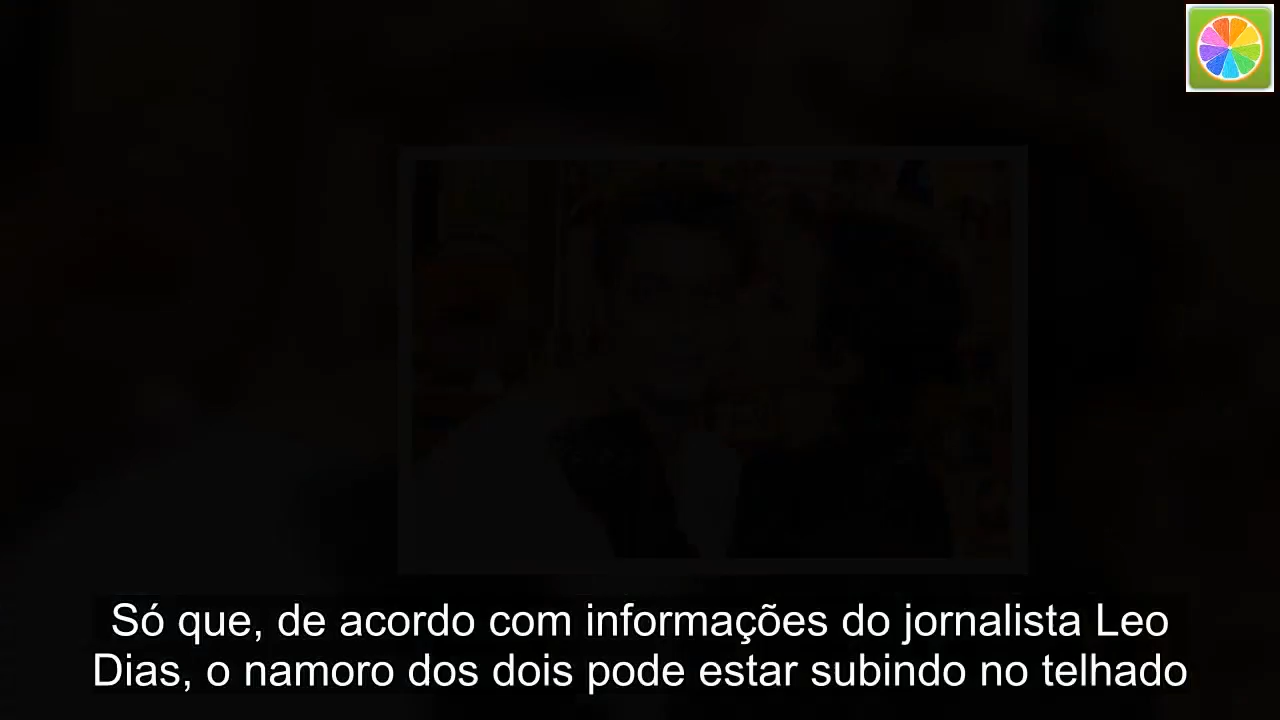 Só que, de acordo com informações do jornalista Leo
Dias, o namoro dos dois pode estar subindo no telhado